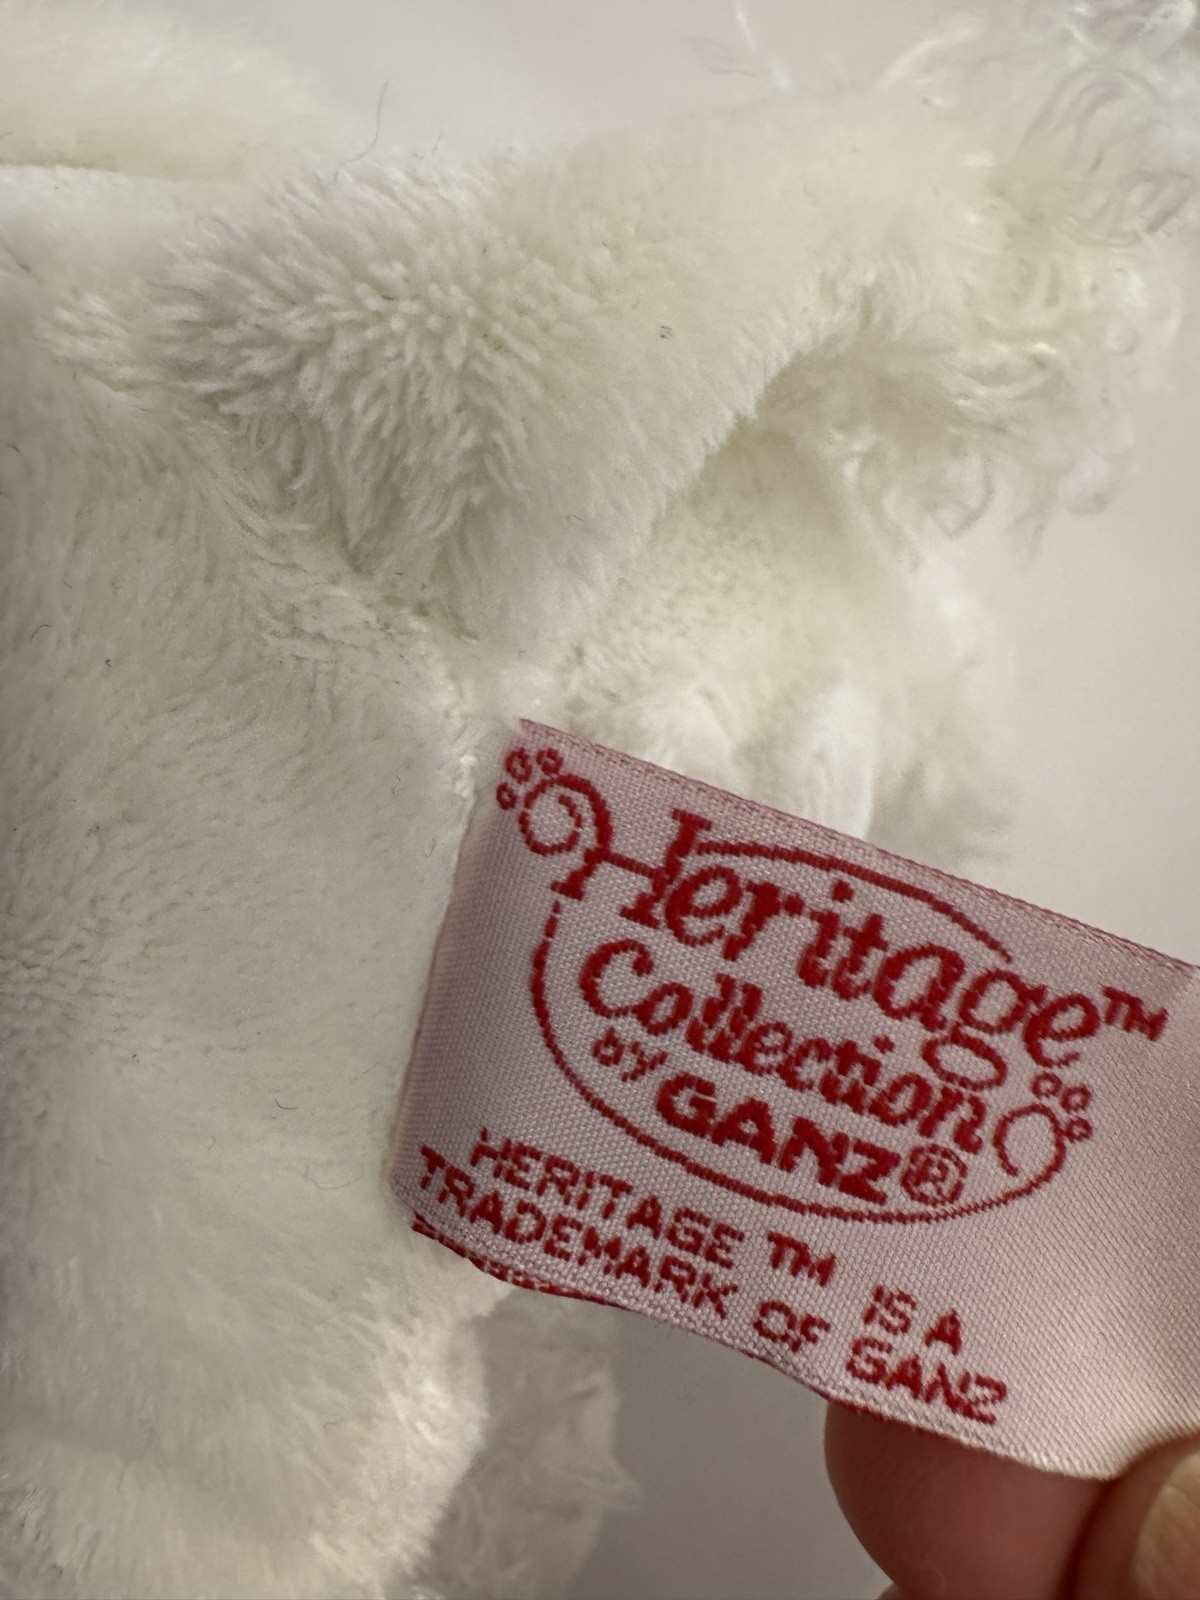 Heritage™
Collection
BY GANZ®
HERITAGE TM IS A
TRADEMARK OF GANZ